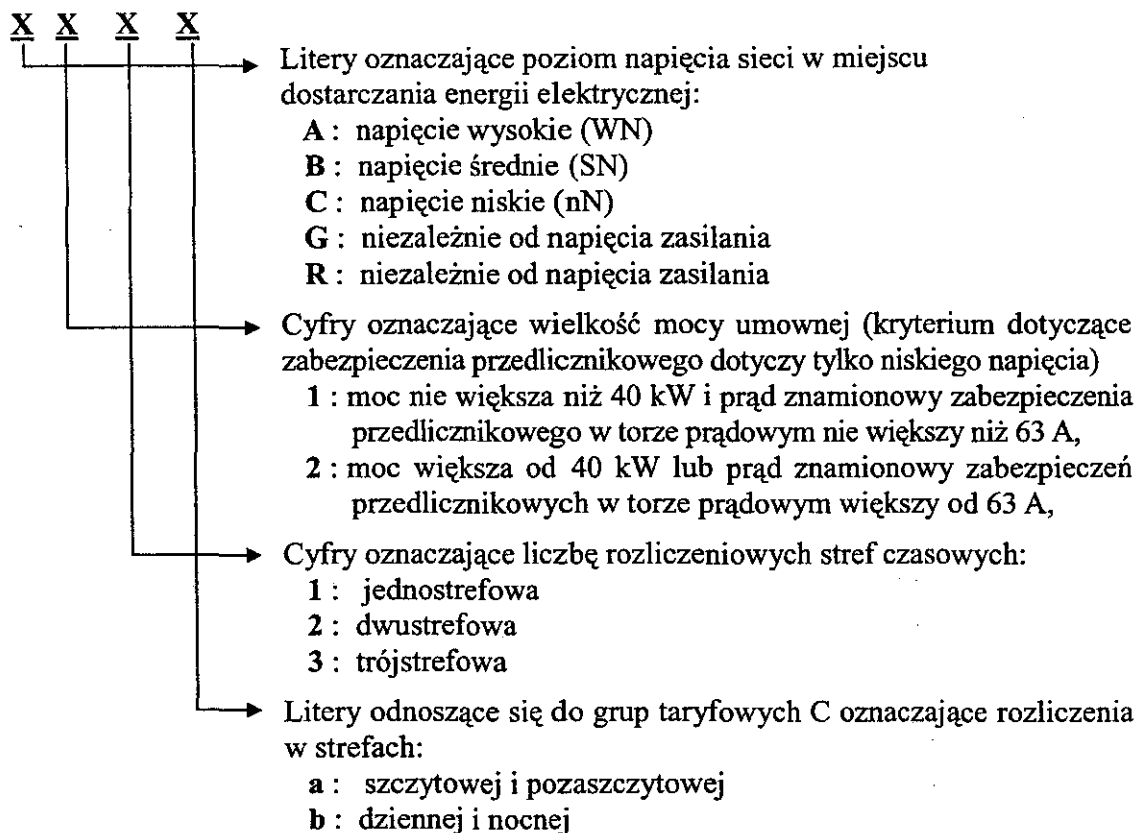 X X X X
Litery oznaczające poziom napięcia sieci w miejscu
dostarczania energii elektrycznej:
A : napięcie wysokie (WN)
B : napięcie średnie (SN)
C : napięcie niskie (nN)
G : niezależnie od napięcia zasilania
R : niezależnie od napięcia zasilania
Cyfry oznaczające wielkość mocy umownej (kryterium dotyczące
zabezpieczenia przedlicznikowego dotyczy tylko niskiego napięcia)
1 : moc nie większa niż 40 kW i prąd znamionowy zabezpieczenia
przedlicznikowego w torze prądowym nie większy niż 63 A,
2 : moc większa od 40 kW lub prąd znamionowy zabezpieczeń
przedlicznikowych w torze prądowym większy od 63 A,
Cyfry oznaczające liczbę rozliczeniowych stref czasowych:
1 : jednostrefowa
2 : dwustrefowa
3 : trójstrefowa
Litery odnoszące się do grup taryfowych C oznaczające rozliczenia
w strefach:
a : szczytowej i pozaszczytowej
b : dziennej i nocnej